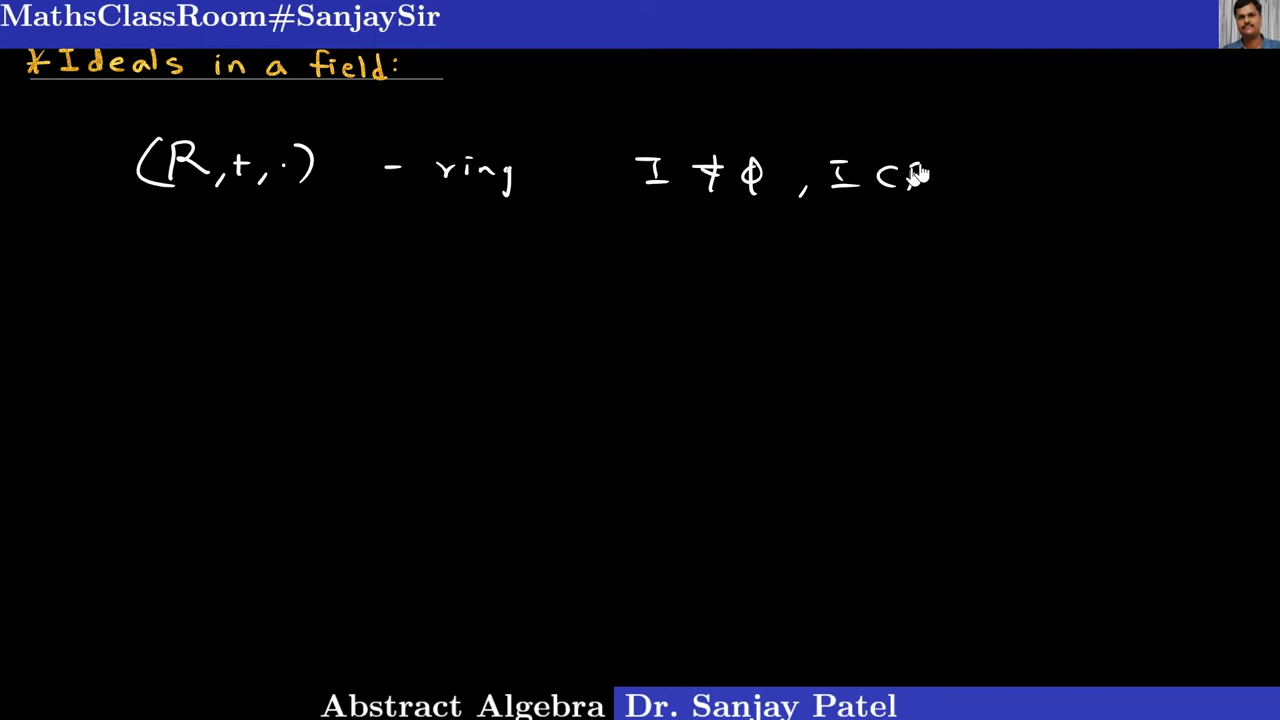 MathsClassRoom#SanjaySir
* Ideals in a field:
(R, +, ·) - ring I ≠ φ, I ⊂
Abstract Algebra Dr. Sanjay Patel